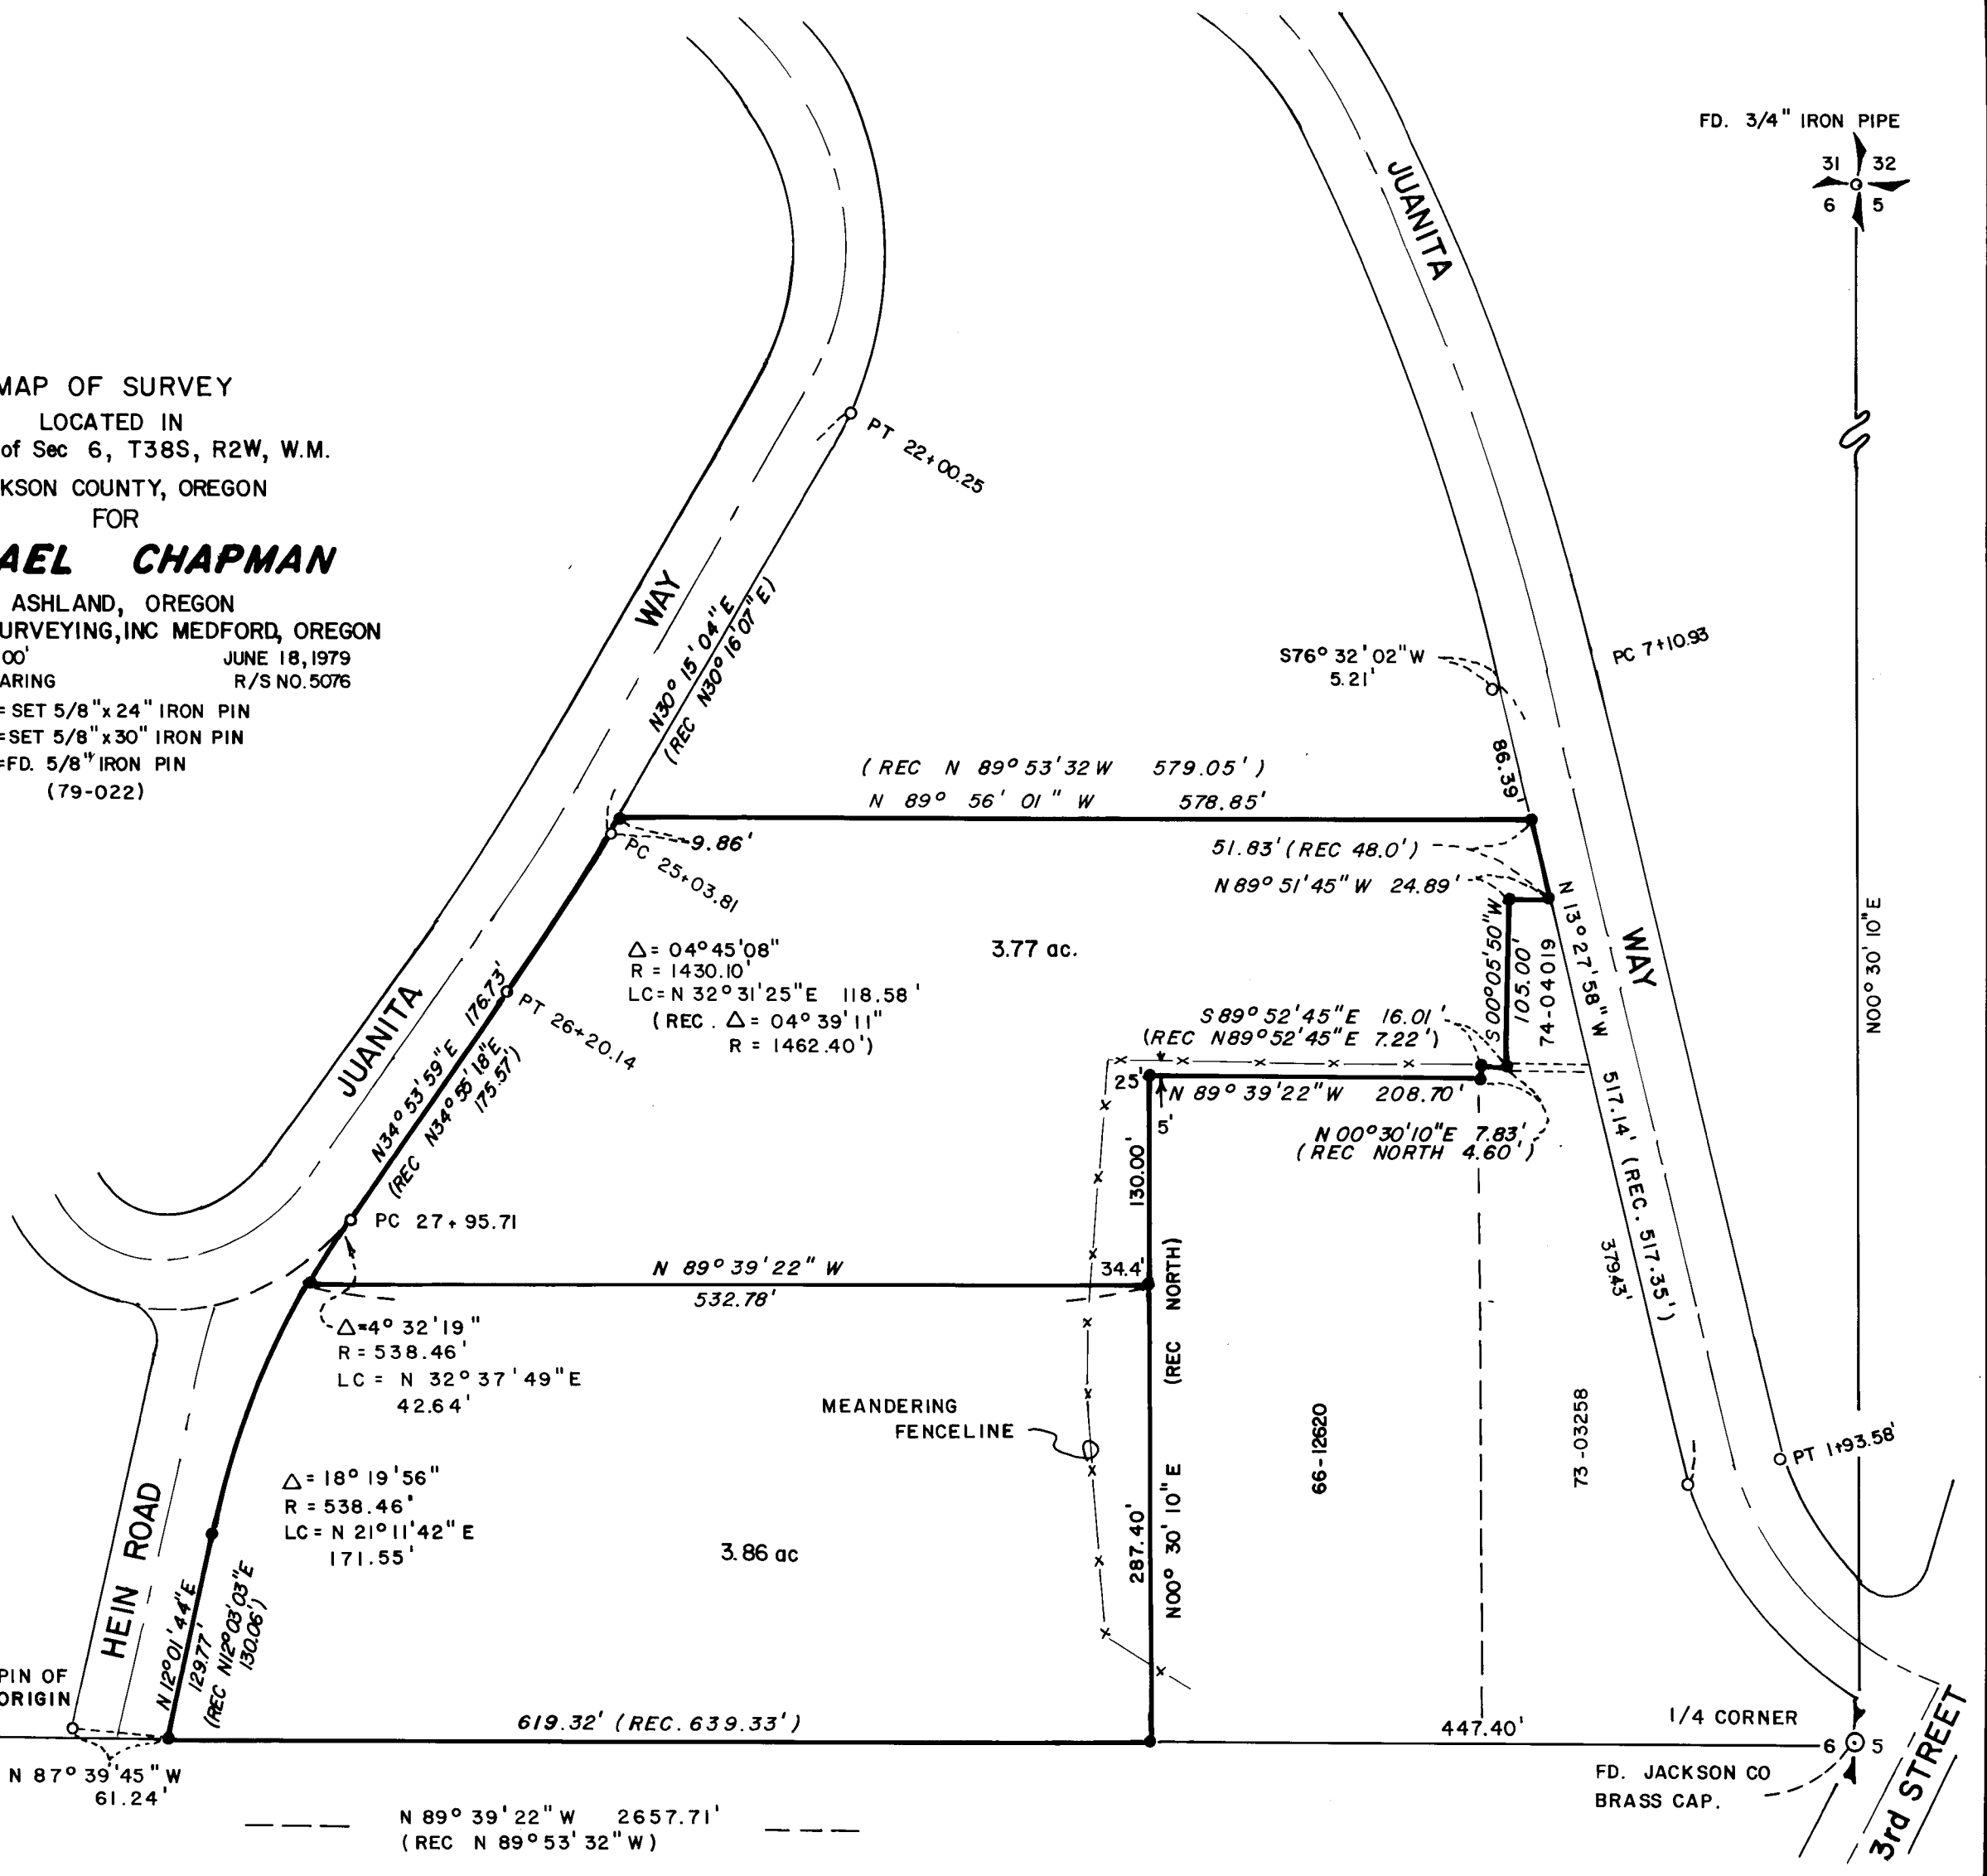 FD. 3/4" IRON PIPE
31 32
6 5
JUANITA
MAP OF SURVEY
LOCATED IN
of Sec 6, T38S, R2W, W.M.
KSON COUNTY, OREGON
FOR
AEL CHAPMAN
ASHLAND, OREGON
URVEYING, INC MEDFORD, OREGON
00' JUNE 18, 1979
ARING R/S NO. 5076
= SET 5/8" x 24" IRON PIN
= SET 5/8" x 30" IRON PIN
= FD. 5/8" IRON PIN
(79-022)
PT 22+00.25
WAY
N30° 15' 04" E
(REC N30° 16' 07" E)
S76° 32' 02" W
5.21'
PC 7+10.93
86.39'
(REC N 89° 53' 32 W 579.05')
N 89° 56' 01" W 578.85'
9.86'
PC 25+03.81
51.83' (REC 48.0')
N 89° 51' 45" W 24.89'
N 13° 27' 58" W
517.14' (REC. 517.35')
WAY
N00° 30' 10" E
Δ = 04° 45' 08"
R = 1430.10'
LC = N 32° 31' 25" E 118.58'
(REC. Δ = 04° 39' 11"
R = 1462.40')
3.77 ac.
S 00° 05' 50" W
105.00'
74-04019
JUANITA
PT 26+20.14
N34° 53' 59" E 176.73'
(REC N34° 55' 18" E
175.57')
S 89° 52' 45" E 16.01'
(REC N89° 52' 45" E 7.22')
25'
N 89° 39' 22" W 208.70'
5'
N 00° 30' 10" E 7.83'
(REC NORTH 4.60')
130.00'
PC 27+95.71
N 89° 39' 22" W
532.78'
34.4'
(REC NORTH)
379.43'
Δ = 4° 32' 19"
R = 538.46'
LC = N 32° 37' 49" E
42.64'
MEANDERING
FENCELINE
66-12620
73-03258
PT 1+93.58'
Δ = 18° 19' 56"
R = 538.46'
LC = N 21° 11' 42" E
171.55'
HEIN ROAD
3.86 ac
287.40'
N00° 30' 10" E
N 12° 01' 44" E
129.77'
(REC N12° 03' 03" E
130.06')
PIN OF
ORIGIN
619.32' (REC. 639.33')
447.40'
1/4 CORNER
6 5
N 87° 39' 45" W
61.24'
FD. JACKSON CO
BRASS CAP.
3rd STREET
N 89° 39' 22" W 2657.71'
(REC N 89° 53' 32" W)